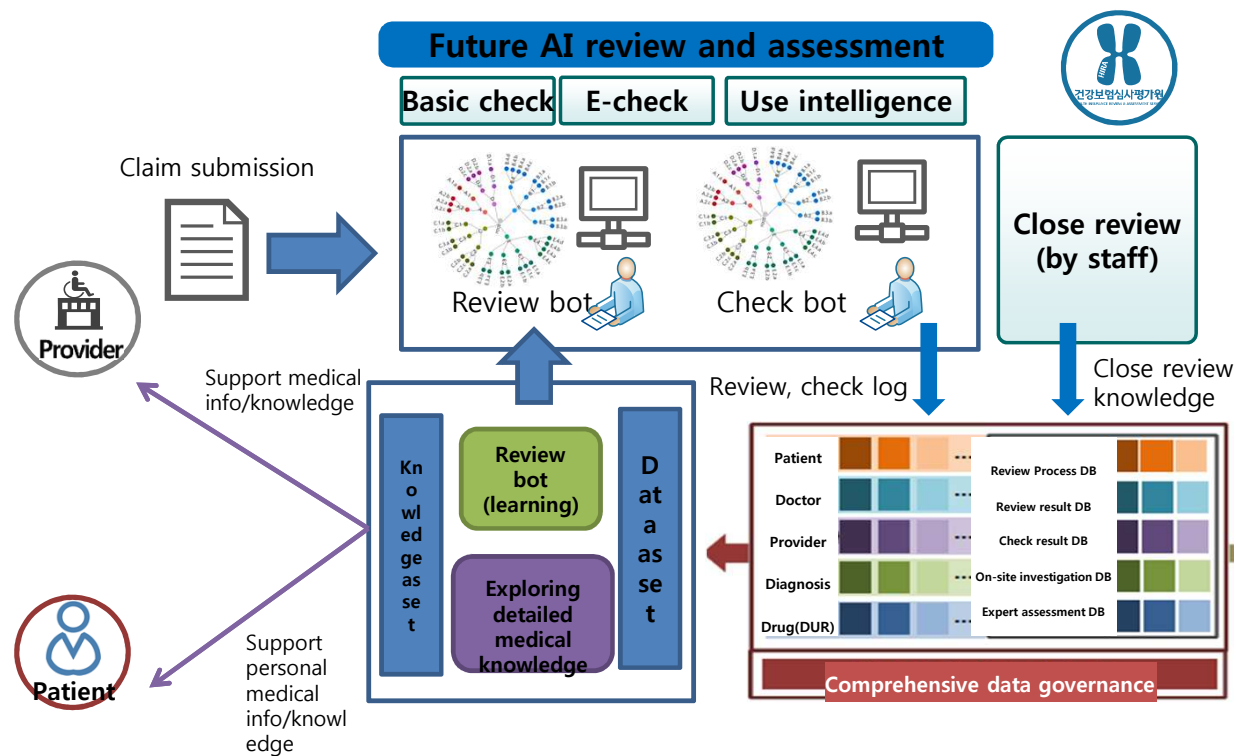 Future AI review and assessment
HIRA
건강보험심사평가원
Basic check
E-check
Use intelligence
Claim submission
Review bot
Check bot
Close review
(by staff)
Provider
Support medical
info/knowledge
Review, check log
Close review
knowledge
Kn
o
wl
edg
e as
se
t
Review
bot
(learning)
Exploring
detailed
medical
knowledge
D
at
a a
sse
t
Patient
Doctor
Provider
Diagnosis
Drug(DUR)
Review Process DB
Review result DB
Check result DB
On-site investigation DB
Expert assessment DB
Comprehensive data governance
Patient
Support
personal
medical
info/knowl
edge